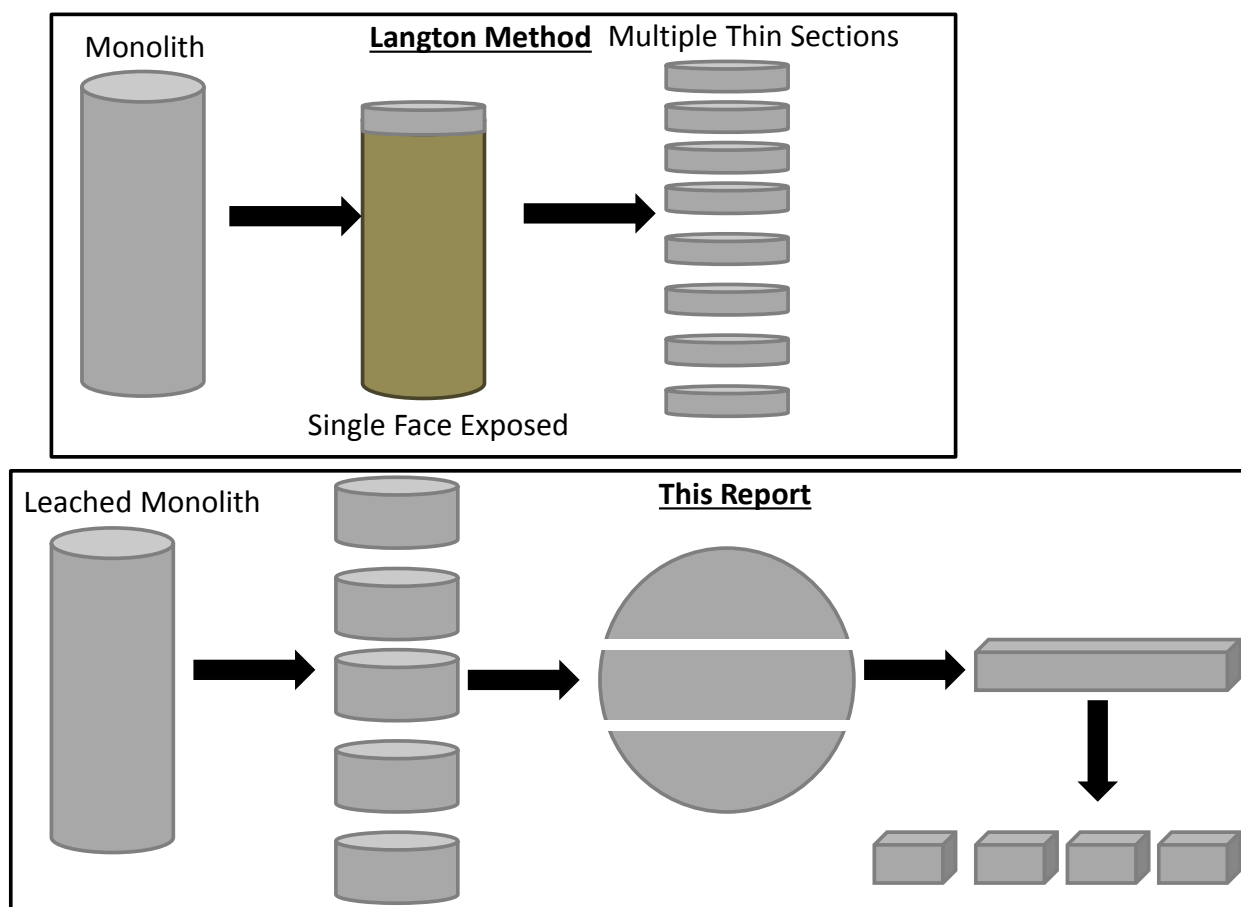 Monolith
Langton Method
Multiple Thin Sections
Single Face Exposed
Leached Monolith
This Report